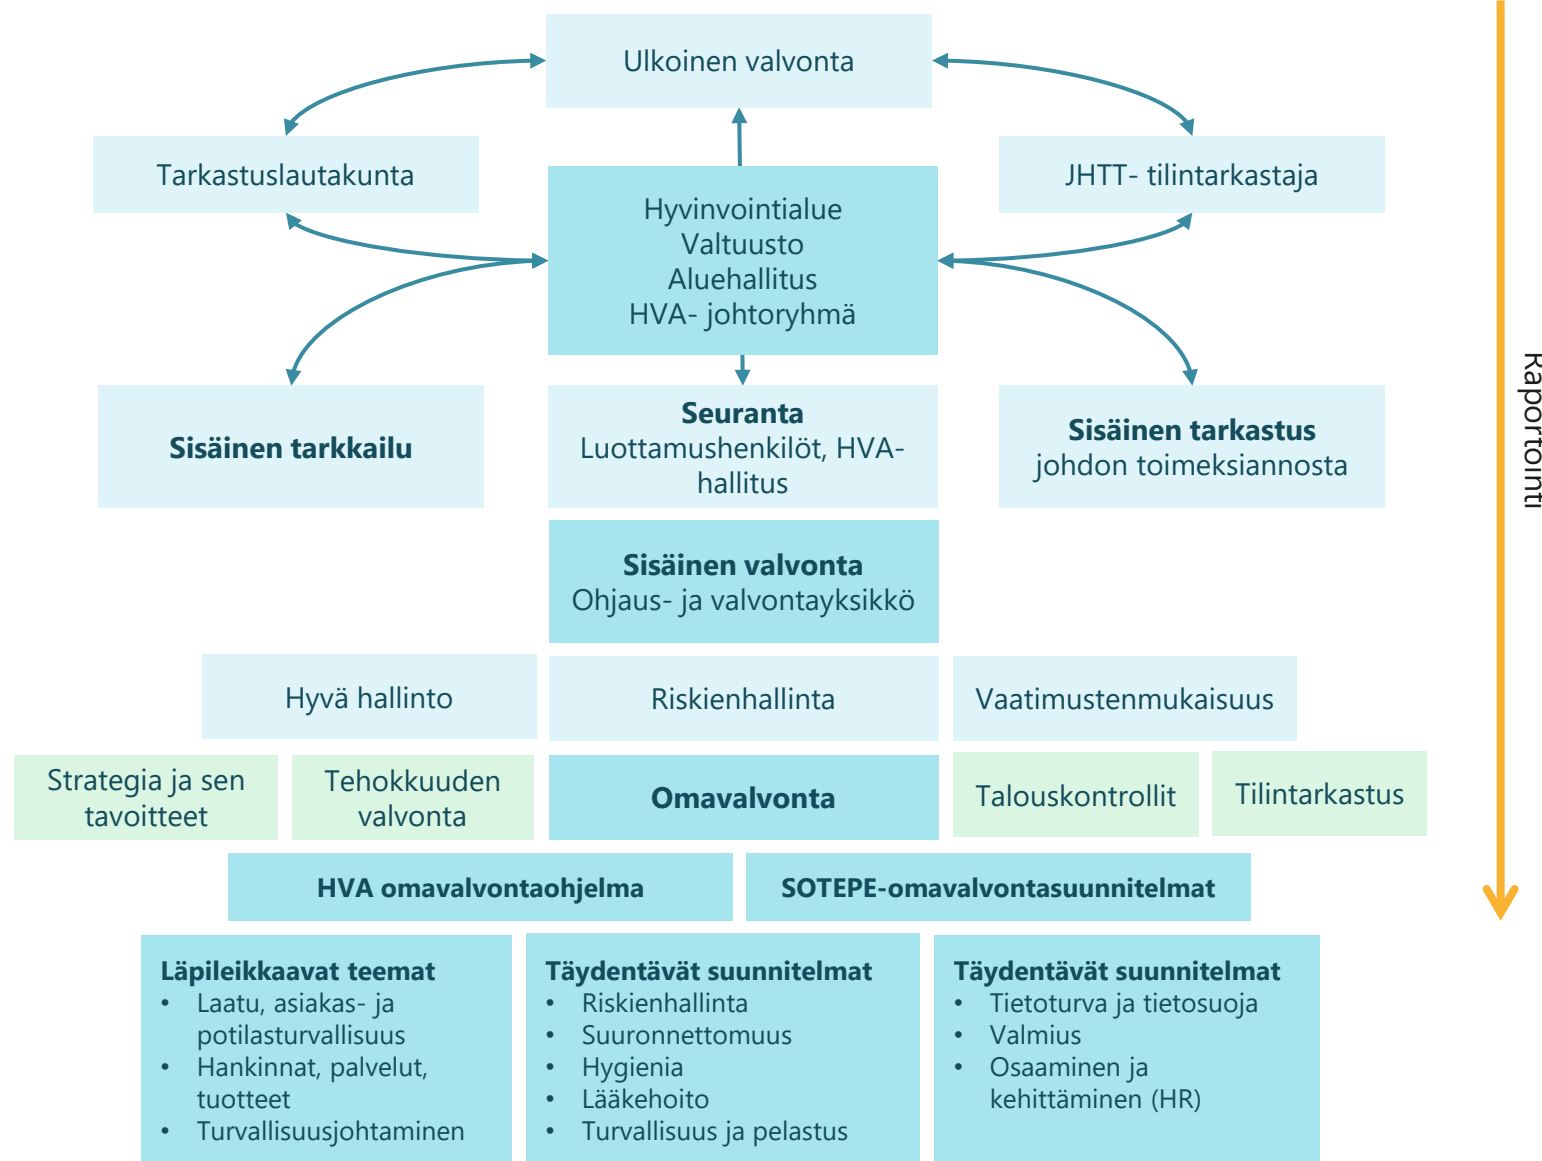 Ulkoinen valvonta
Tarkastuslautakunta
JHTT- tilintarkastaja
Hyvinvointialue
Valtuusto
Aluehallitus
HVA- johtoryhmä
Sisäinen tarkkailu
Seuranta
Luottamushenkilöt, HVA-
hallitus
Sisäinen tarkastus
johdon toimeksiannosta
Raportointi
Sisäinen valvonta
Ohjaus- ja valvontayksikkö
Hyvä hallinto
Riskienhallinta
Vaatimustenmukaisuus
Strategia ja sen
tavoitteet
Tehokkuuden
valvonta
Omavalvonta
Talouskontrollit
Tilintarkastus
HVA omavalvontaohjelma
SOTEPE-omavalvontasuunnitelmat
Läpileikkaavat teemat
• Laatu, asiakas- ja
potilasturvallisuus
• Hankinnat, palvelut,
tuotteet
• Turvallisuusjohtaminen
Täydentävät suunnitelmat
• Riskienhallinta
• Suuronnettomuus
• Hygienia
• Lääkehoito
• Turvallisuus ja pelastus
Täydentävät suunnitelmat
• Tietoturva ja tietosuoja
• Valmius
• Osaaminen ja
kehittäminen (HR)